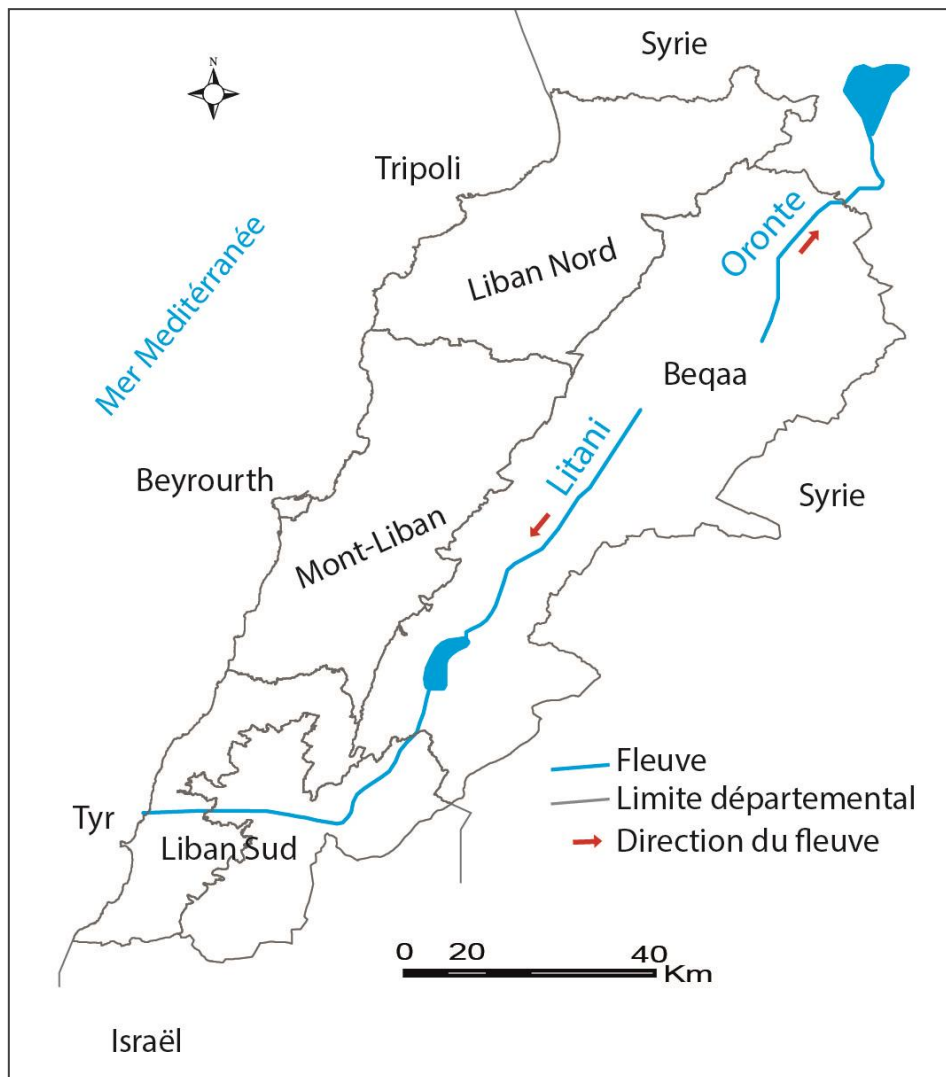 Syrie
N
Tripoli
Oronte
Mer Meditérranée
Liban Nord
Beqaa
Litani
Beyrourth
Syrie
Mont-Liban
Fleuve
Limite départemental
Tyr
Liban Sud
Direction du fleuve
0 20 40
Km
Israël